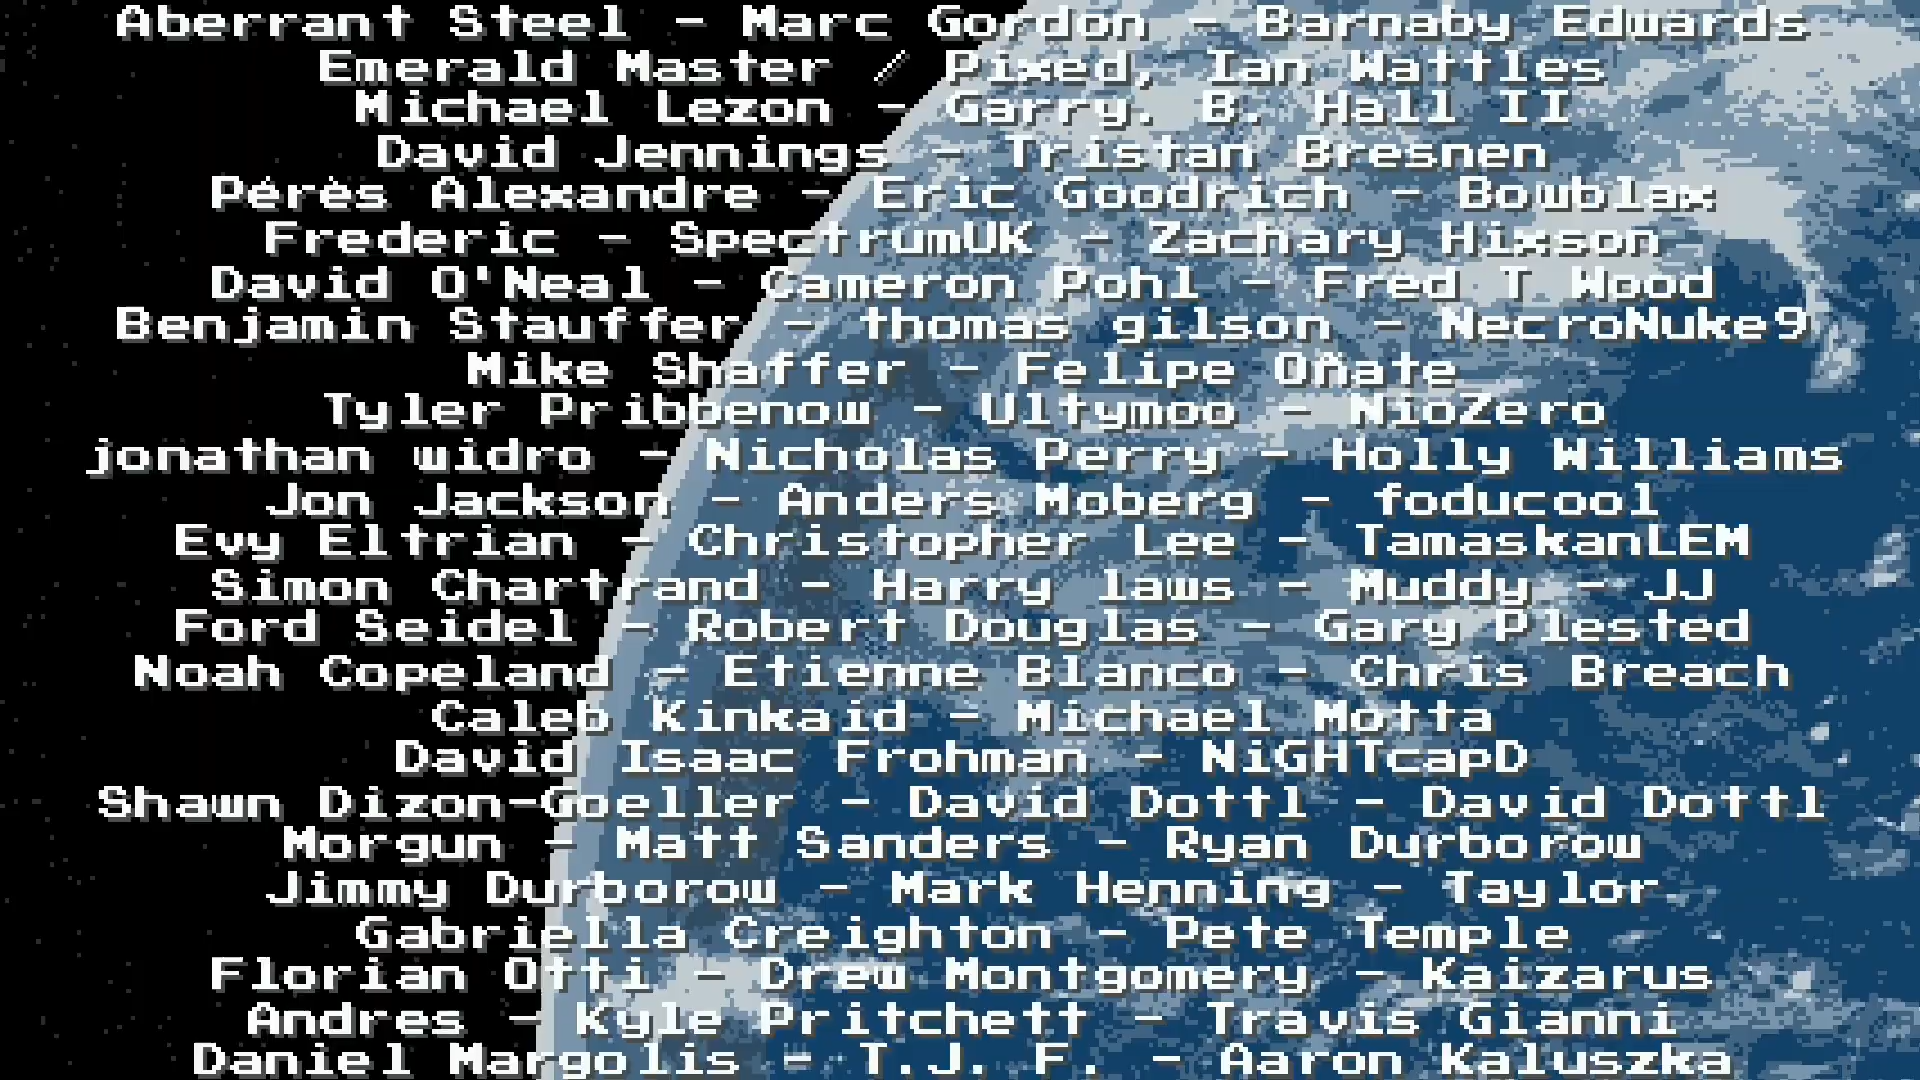 Aberrant Steel - Marc Gordon - Barnaby Edwards
Emerald Master / Pixed, Ian Wattles
Michael Lezon - Garry. B. Hall II
David Jennings - Tristan Bresnen
Pérès Alexandre - Eric Goodrich - Bowblax
Frederic - SpectrumUK - Zachary Hixson
David O'Neal - Cameron Pohl - Fred T Wood
Benjamin Stauffer - thomas gilson - NecroNuke9
Mike Shaffer - Felipe Oñate
Tyler Pribbenow - Ultymoo - NioZero
jonathan widro - Nicholas Perry - Holly Williams
Jon Jackson - Anders Moberg - foducool
Evy Eltrian - Christopher Lee - TamaskanLEM
Simon Chartrand - Harry laws - Muddy - JJ
Ford Seidel - Robert Douglas - Gary Plested
Noah Copeland - Etienne Blanco - Chris Breach
Caleb Kinkaid - Michael Motta
David Isaac Frohman - NiGHTcapD
Shawn Dizon-Goeller - David Dottl - David Dottl
Morgun - Matt Sanders - Ryan Durborow
Jimmy Durborow - Mark Henning - Taylor
Gabriella Creighton - Pete Temple
Florian Otti - Drew Montgomery - Kaizarus
Andres - Kyle Pritchett - Travis Gianni
Daniel Margolis - T.J. F. - Aaron Kaluszka